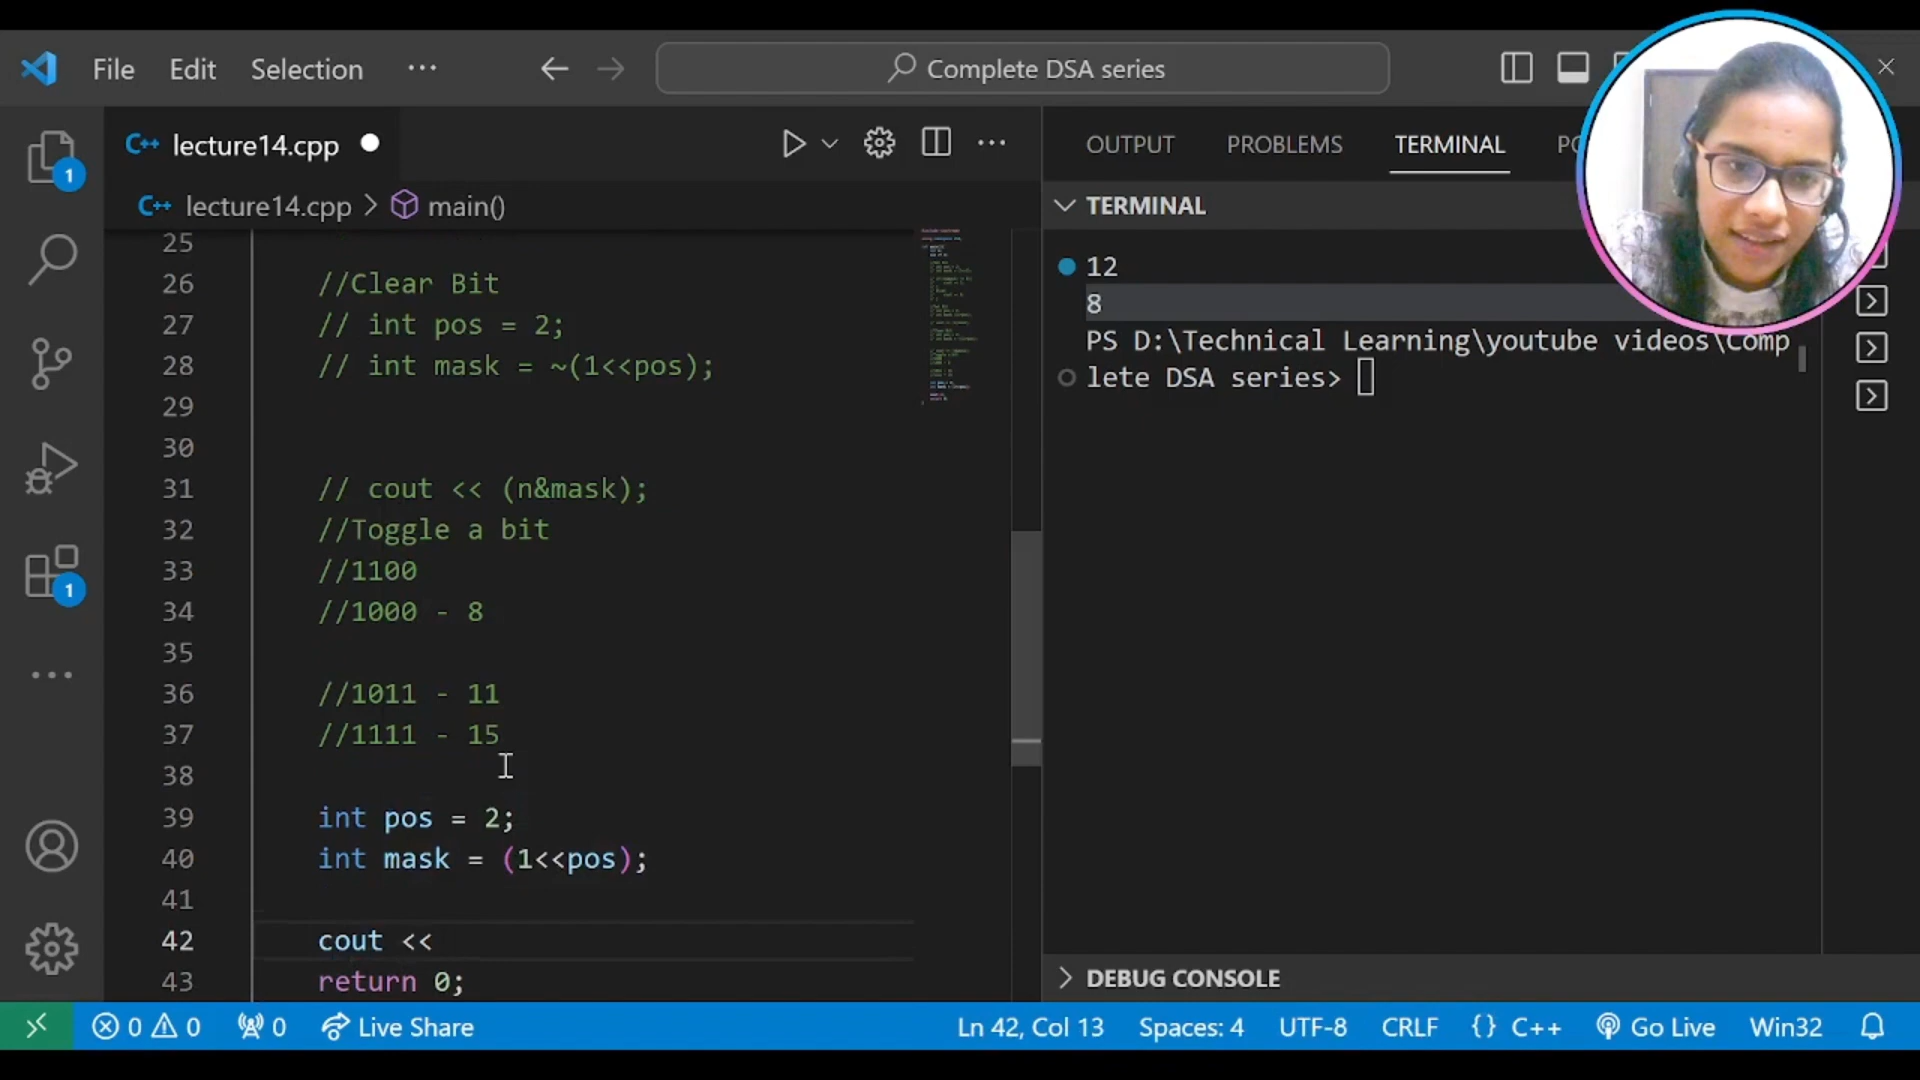 File Edit Selection ··· Complete DSA series
C++ lecture14.cpp
OUTPUT PROBLEMS TERMINAL
C++ lecture14.cpp > main()
TERMINAL
25
26 //Clear Bit
27 // int pos = 2;
28 // int mask = ~(1<<pos);
29
30
31 // cout << (n&mask);
32 //Toggle a bit
33 //1100
34 //1000 - 8
35
36 //1011 - 11
37 //1111 - 15
38
39 int pos = 2;
40 int mask = (1<<pos);
41
42 cout <<
43 return 0;
12
8
PS D:\Technical Learning\youtube videos\Comp
lete DSA series>
DEBUG CONSOLE
1
1
0 0 0 Live Share Ln 42, Col 13 Spaces: 4 UTF-8 CRLF {} C++ Go Live Win32